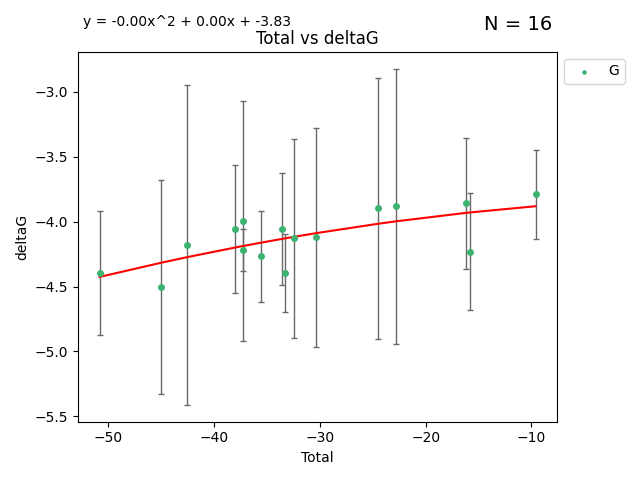 y = -0.00x^2 + 0.00x + -3.83
N = 16
Total vs deltaG
G
−3.0
−3.5
−4.0
−4.5
−5.0
−5.5
deltaG
−50
−40
−30
−20
−10
Total